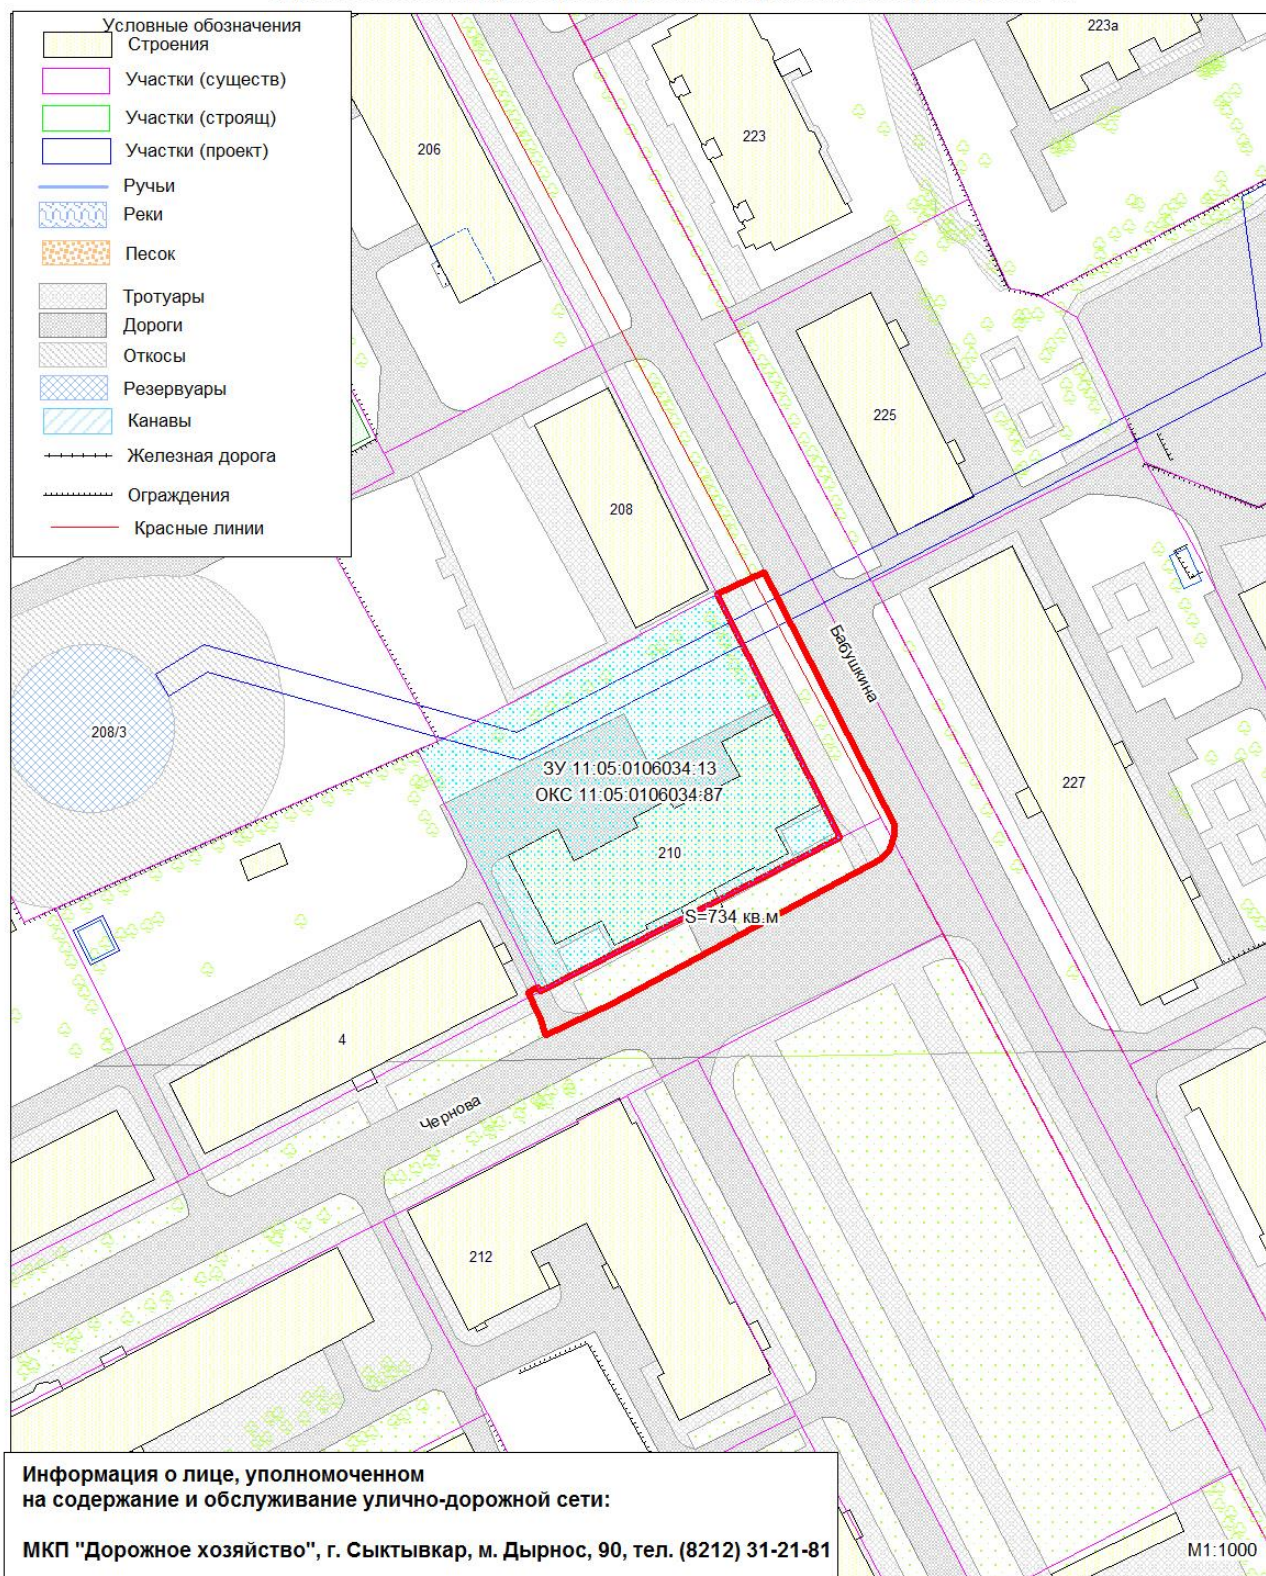 Условные обозначения
Строения
Участки (существ)
Участки (строящ)
Участки (проект)
Ручьи
Реки
Песок
Тротуары
Дороги
Откосы
Резервуары
Канавы
Железная дорога
Ограждения
Красные линии
223а
206
223
225
208
Бабушкина
208/3
ЗУ 11:05:0106034:13
ОКС 11:05:0106034:87
227
210
S=734 кв.м
4
Чернова
212
Информация о лице, уполномоченном
на содержание и обслуживание улично-дорожной сети:
МКП "Дорожное хозяйство", г. Сыктывкар, м. Дырнос, 90, тел. (8212) 31-21-81
М1:1000